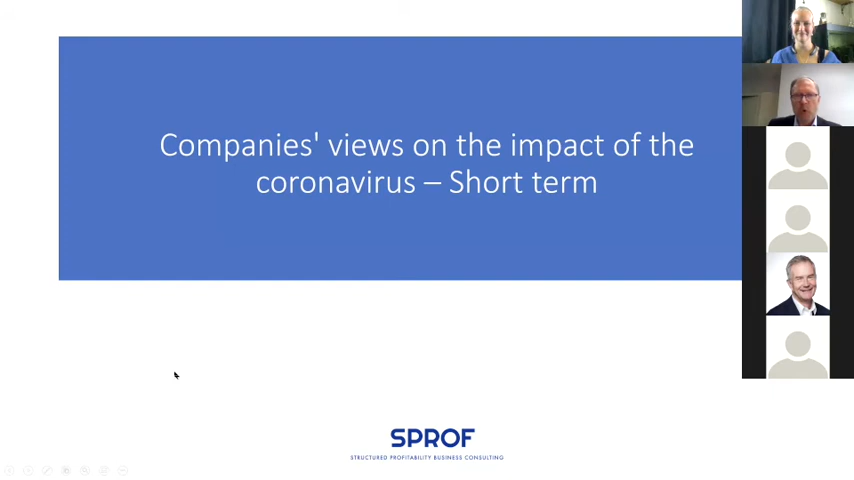 Companies' views on the impact of the
coronavirus – Short term
SPROF
STRUCTURED PROFITABILITY BUSINESS CONSULTING